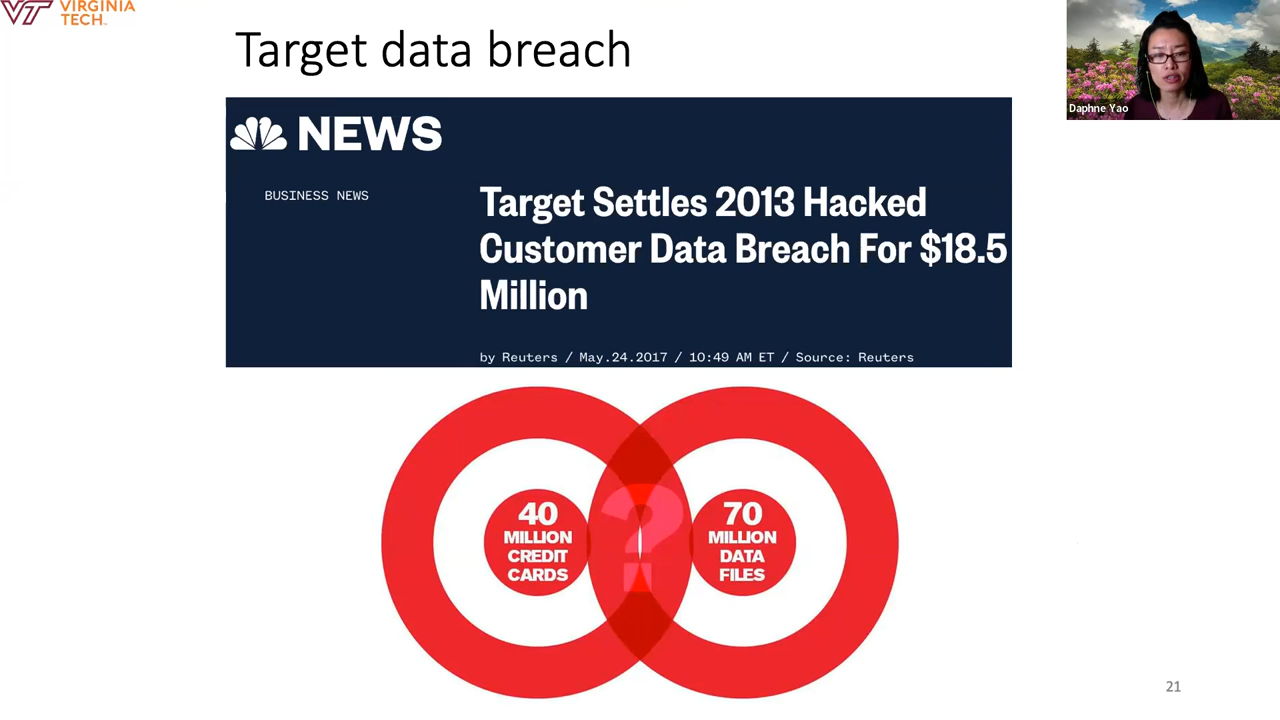 VT VIRGINIA
TECH™
Target data breach
Daphne Yao
NEWS
BUSINESS NEWS
Target Settles 2013 Hacked
Customer Data Breach For $18.5
Million
by Reuters / May.24.2017 / 10:49 AM ET / Source: Reuters
40
MILLION
CREDIT
CARDS
?
70
MILLION
DATA
FILES
21